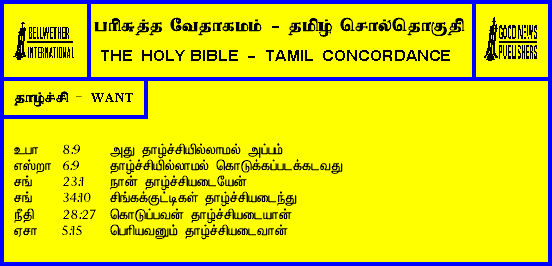 BELLWETHER
INTERNATIONAL
பரிசுத்த வேதாகமம் - தமிழ் சொல்தொகுதி
THE HOLY BIBLE - TAMIL CONCORDANCE
GOOD NEWS
PUBLISHERS
தாழ்ச்சி - WANT
உபா 8:9 அது தாழ்ச்சியில்லாமல் அப்பம்
எஸ்றா 6:9 தாழ்ச்சியில்லாமல் கொடுக்கப்படக்கடவது
சங் 23:1 நான் தாழ்ச்சியடையேன்
சங் 34:10 சிங்கக்குட்டிகள் தாழ்ச்சியடைந்து
நீதி 28:27 கொடுப்பவன் தாழ்ச்சியடையான்
ஏசா 5:15 பெரியவனும் தாழ்ச்சியடைவான்